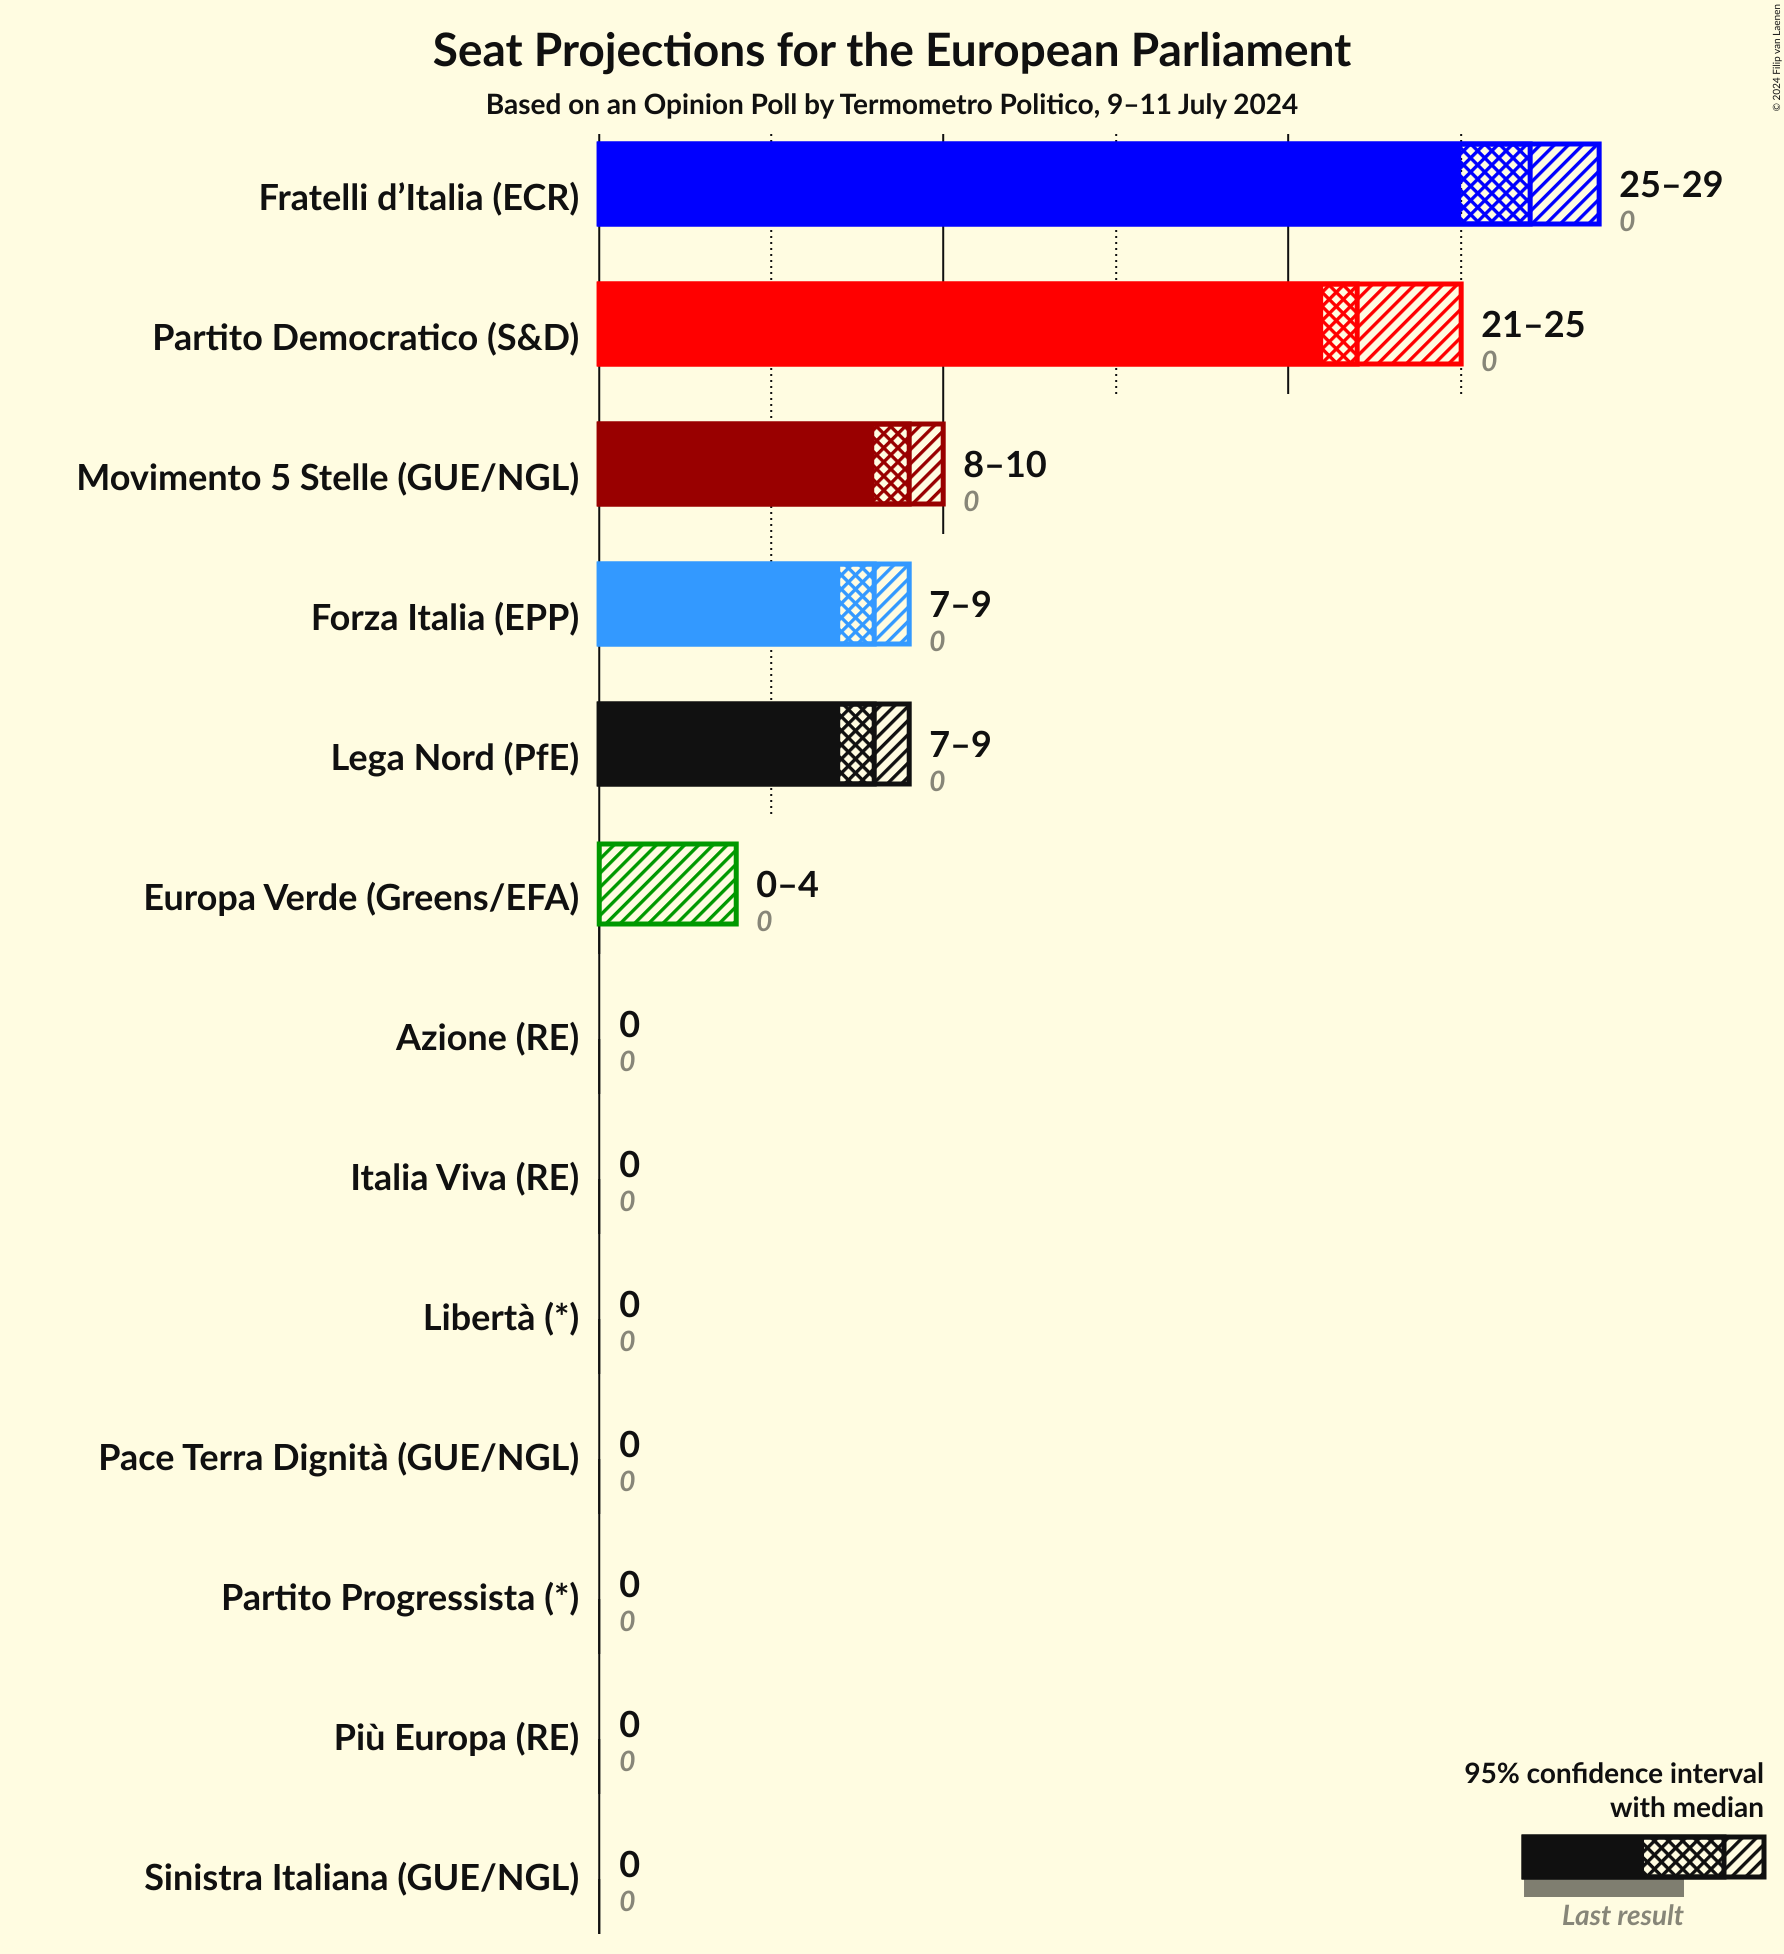 Seat Projections for the European Parliament
Based on an Opinion Poll by Termometro Politico, 9–11 July 2024
© 2024 Filip van Laenen
Fratelli d’Italia (ECR)
25–29
0
Partito Democratico (S&D)
21–25
0
Movimento 5 Stelle (GUE/NGL)
8–10
0
Forza Italia (EPP)
7–9
0
Lega Nord (PfE)
7–9
0
Europa Verde (Greens/EFA)
0–4
0
Azione (RE)
0
0
Italia Viva (RE)
0
0
Libertà (*)
0
0
Pace Terra Dignità (GUE/NGL)
0
0
Partito Progressista (*)
0
0
Più Europa (RE)
0
0
Sinistra Italiana (GUE/NGL)
0
0
95% confidence interval
with median
Last result